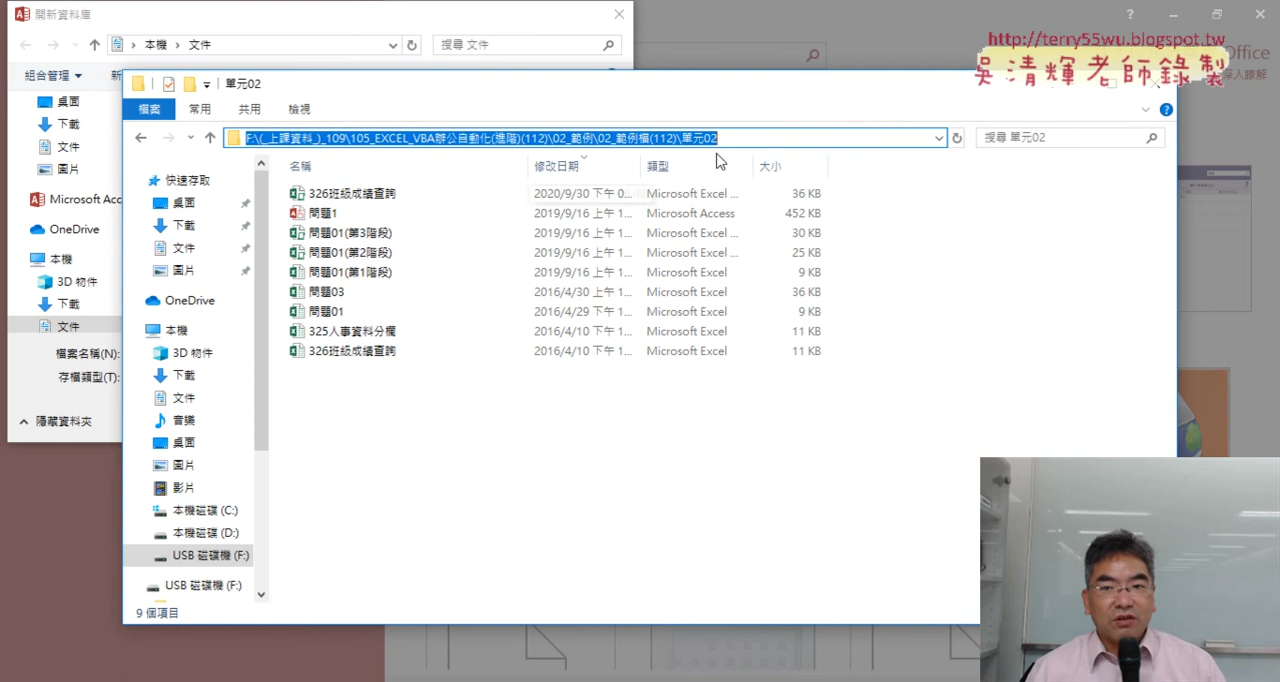 開新資料庫
本機 › 文件
搜尋 文件
組合管理
桌面
下載
文件
圖片
Microsoft Acc
OneDrive
本機
3D 物件
下載
文件
檔案名稱(N):
存檔類型(T):
隱藏資料夾
http://terry55wu.blogspot.tw
吳清輝老師錄製
Office
深入瞭解
單元02
檔案 常用 共用 檢視
F:\(_上課資料_)_109\105_EXCEL_VBA辦公自動化(進階)(112)\02_範例\02_範例檔(112)\單元02
搜尋 單元02
名稱 修改日期 類型 大小
326班級成績查詢 2020/9/30 下午 0... Microsoft Excel ... 36 KB
問題1 2019/9/16 上午 1... Microsoft Access 452 KB
問題01(第3階段) 2019/9/16 上午 1... Microsoft Excel ... 30 KB
問題01(第2階段) 2019/9/16 上午 1... Microsoft Excel ... 25 KB
問題01(第1階段) 2019/9/16 上午 1... Microsoft Excel 9 KB
問題03 2016/4/30 上午 1... Microsoft Excel 36 KB
問題01 2016/4/29 下午 1... Microsoft Excel 9 KB
325人事資料分欄 2016/4/10 下午 1... Microsoft Excel 11 KB
326班級成績查詢 2016/4/10 下午 1... Microsoft Excel 11 KB
快速存取
桌面
下載
文件
圖片
OneDrive
本機
3D 物件
下載
文件
音樂
桌面
圖片
影片
本機磁碟 (C:)
本機磁碟 (D:)
USB 磁碟機 (F:)
USB 磁碟機 (F:)
9 個項目